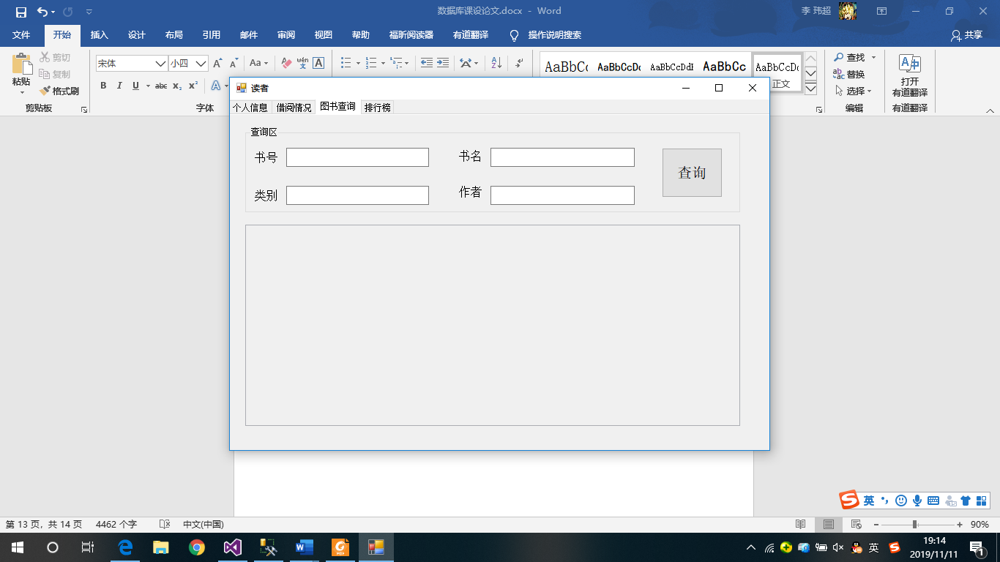 数据库课设论文.docx - Word
李 玮超
文件 开始 插入 设计 布局 引用 邮件 审阅 视图 帮助 福昕阅读器 有道翻译 操作说明搜索 共享
粘贴
剪切
复制
格式刷
剪贴板
宋体 小四
字体
AaBbCc AaBbCcDc AaBbCcDdE AaBbCc AaBbCcDc
正文
查找
替换
选择
编辑
打开
有道翻译
有道翻译
读者
个人信息 借阅情况 图书查询 排行榜
查询区
书号 书名
查询
类别 作者
英
第 13 页，共 14 页 4462 个字 中文(中国) 90%
英
19:14
2019/11/11
1